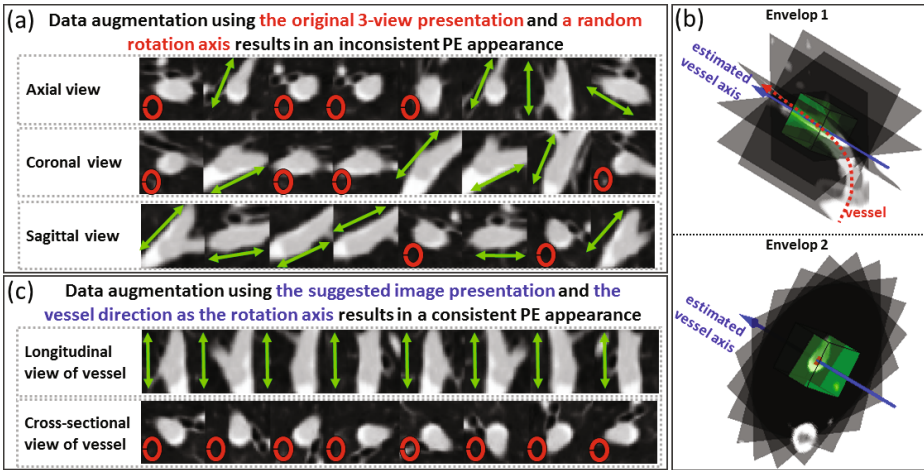 (a) Data augmentation using the original 3-view presentation and a random
rotation axis results in an inconsistent PE appearance
Axial view
Coronal view
Sagittal view
(b)
Envelop 1
estimated
vessel axis
vessel
Envelop 2
estimated
vessel axis
(c) Data augmentation using the suggested image presentation and the
vessel direction as the rotation axis results in a consistent PE appearance
Longitudinal
view of vessel
Cross-sectional
view of vessel